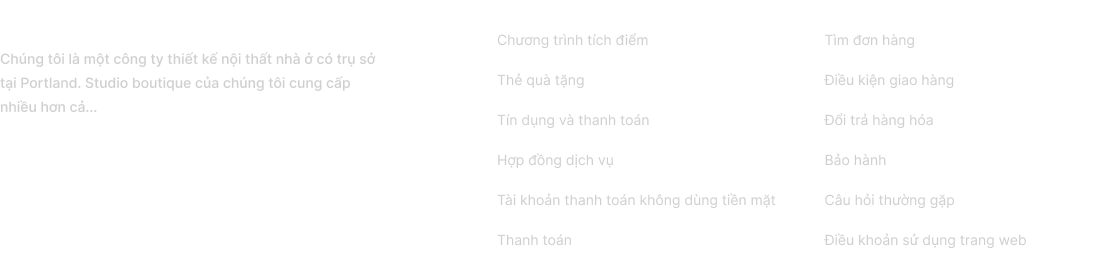 Chúng tôi là một công ty thiết kế nội thất nhà ở có trụ sở
tại Portland. Studio boutique của chúng tôi cung cấp
nhiều hơn cả...
Chương trình tích điểm
Thẻ quà tặng
Tín dụng và thanh toán
Hợp đồng dịch vụ
Tài khoản thanh toán không dùng tiền mặt
Thanh toán
Tìm đơn hàng
Điều kiện giao hàng
Đổi trả hàng hóa
Bảo hành
Câu hỏi thường gặp
Điều khoản sử dụng trang web